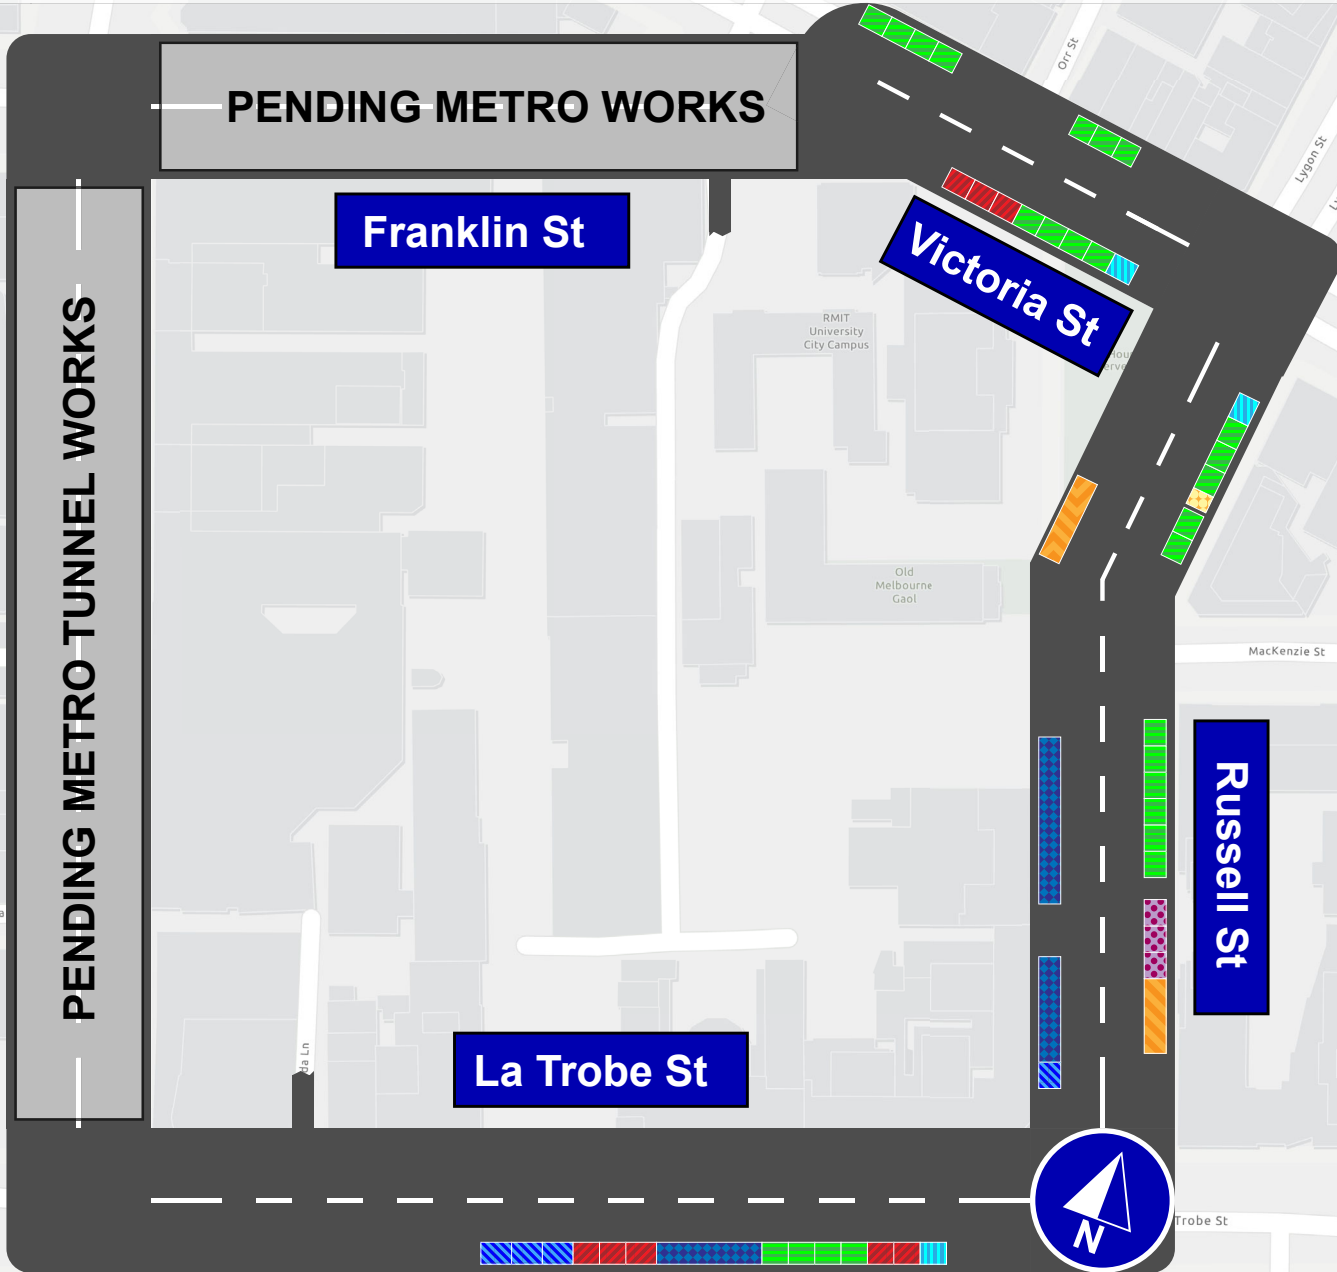 Orr St
PENDING METRO WORKS
Lygon St
Franklin St
Victoria St
RMIT
University
City Campus
PENDING METRO TUNNEL WORKS
Old
Melbourne
Gaol
MacKenzie St
Russell St
La Trobe St
Ln
Trobe St
N